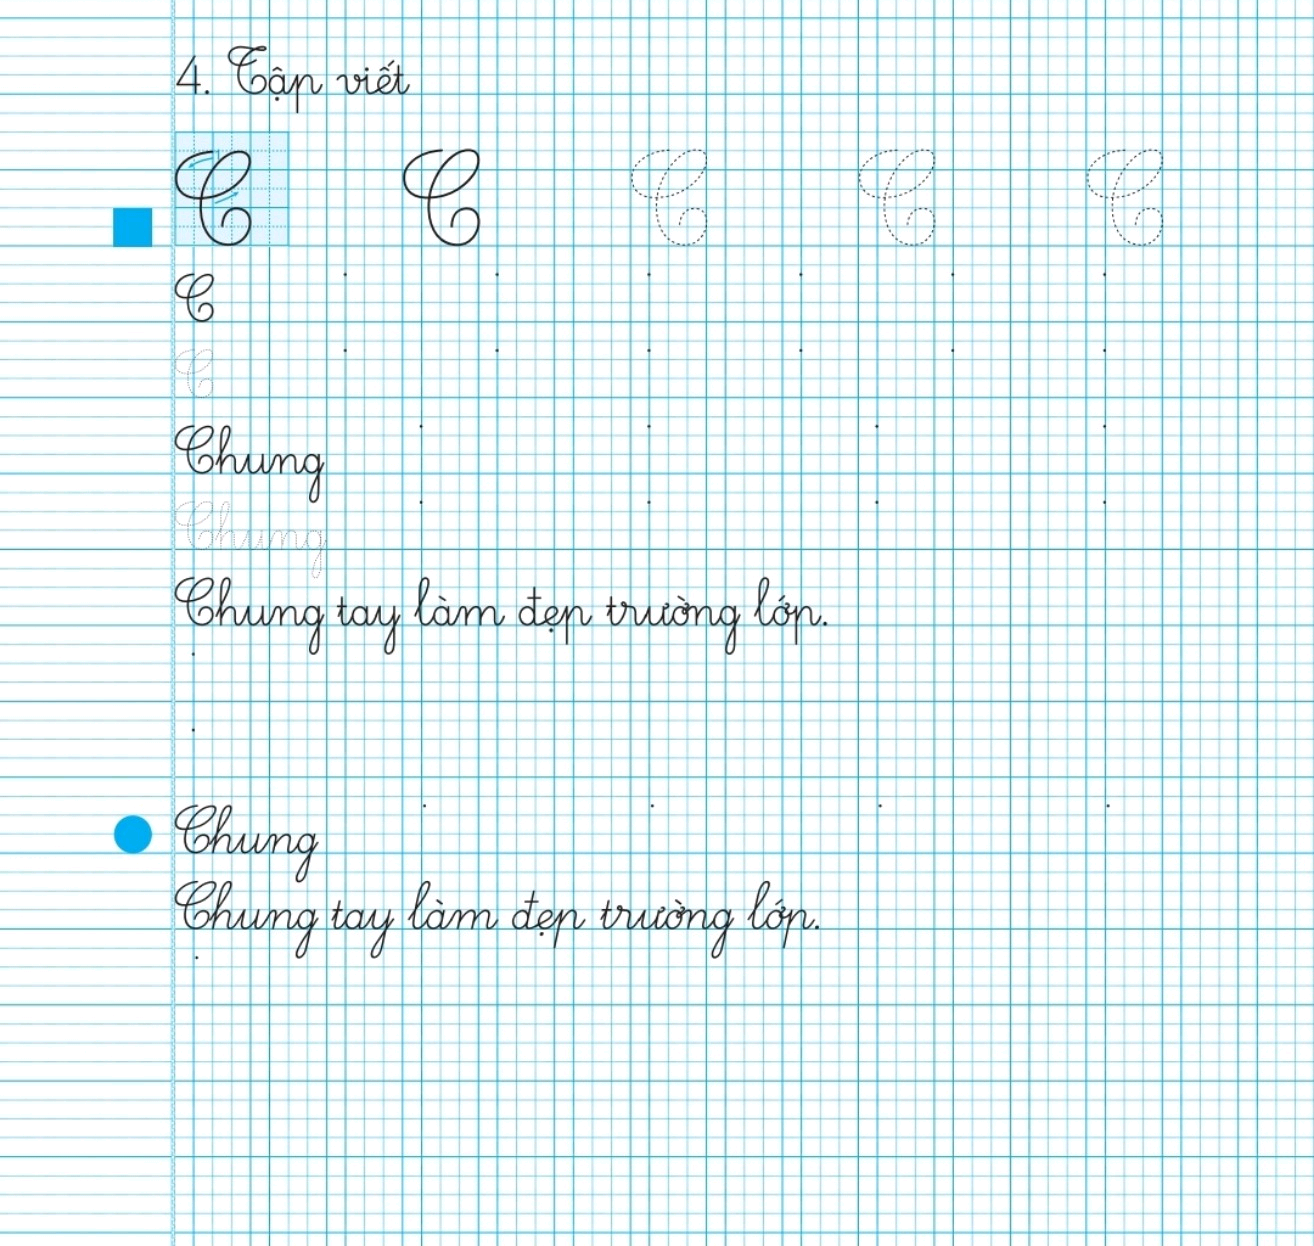 4. Tập viết
C C C C C
C
C
Chung
Chung
Chung tay làm đẹp trường lớp.
Chung
Chung tay làm đẹp trường lớp.